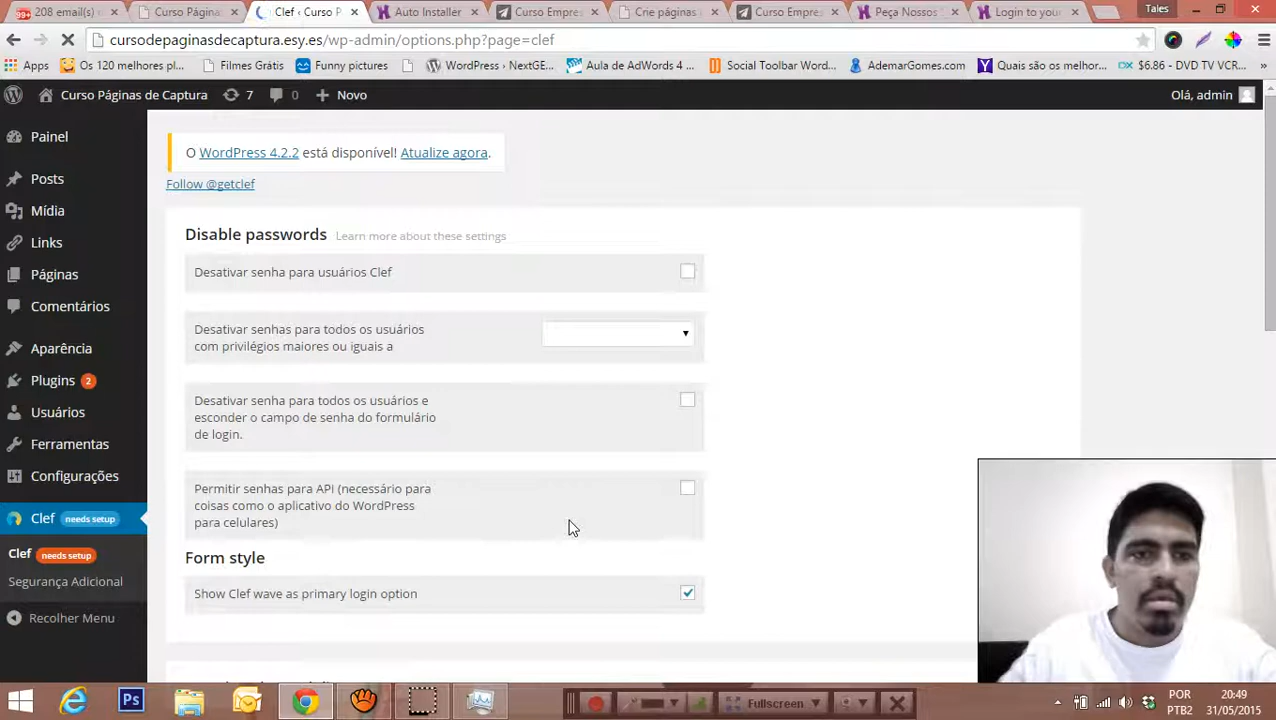 99+ 208 email(s)
Curso Página
Clef ‹ Curso P
Auto Installer
Curso Empres
Crie páginas
Curso Empres
Peça Nossos
Login to your
Tales
cursodepaginasdecaptura.esy.es/wp-admin/options.php?page=clef
Apps
Os 120 melhores pl...
Filmes Grátis
Funny pictures
WordPress › NextGE...
Aula de AdWords 4 ...
Social Toolbar Word...
AdemarGomes.com
Quais são os melhor...
$6.86 - DVD TV VCR...
Curso Páginas de Captura
7
0
Novo
Olá, admin
Painel
Posts
Mídia
Links
Páginas
Comentários
Aparência
Plugins 2
Usuários
Ferramentas
Configurações
Clef needs setup
Clef needs setup
Segurança Adicional
Recolher Menu
O WordPress 4.2.2 está disponível! Atualize agora.
Follow @getclef
Disable passwords Learn more about these settings
Desativar senha para usuários Clef
Desativar senhas para todos os usuários
com privilégios maiores ou iguais a
Desativar senha para todos os usuários e
esconder o campo de senha do formulário
de login.
Permitir senhas para API (necessário para
coisas como o aplicativo do WordPress
para celulares)
Form style
Show Clef wave as primary login option
Ps
Fullscreen
POR
PTB2
20:49
31/05/2015